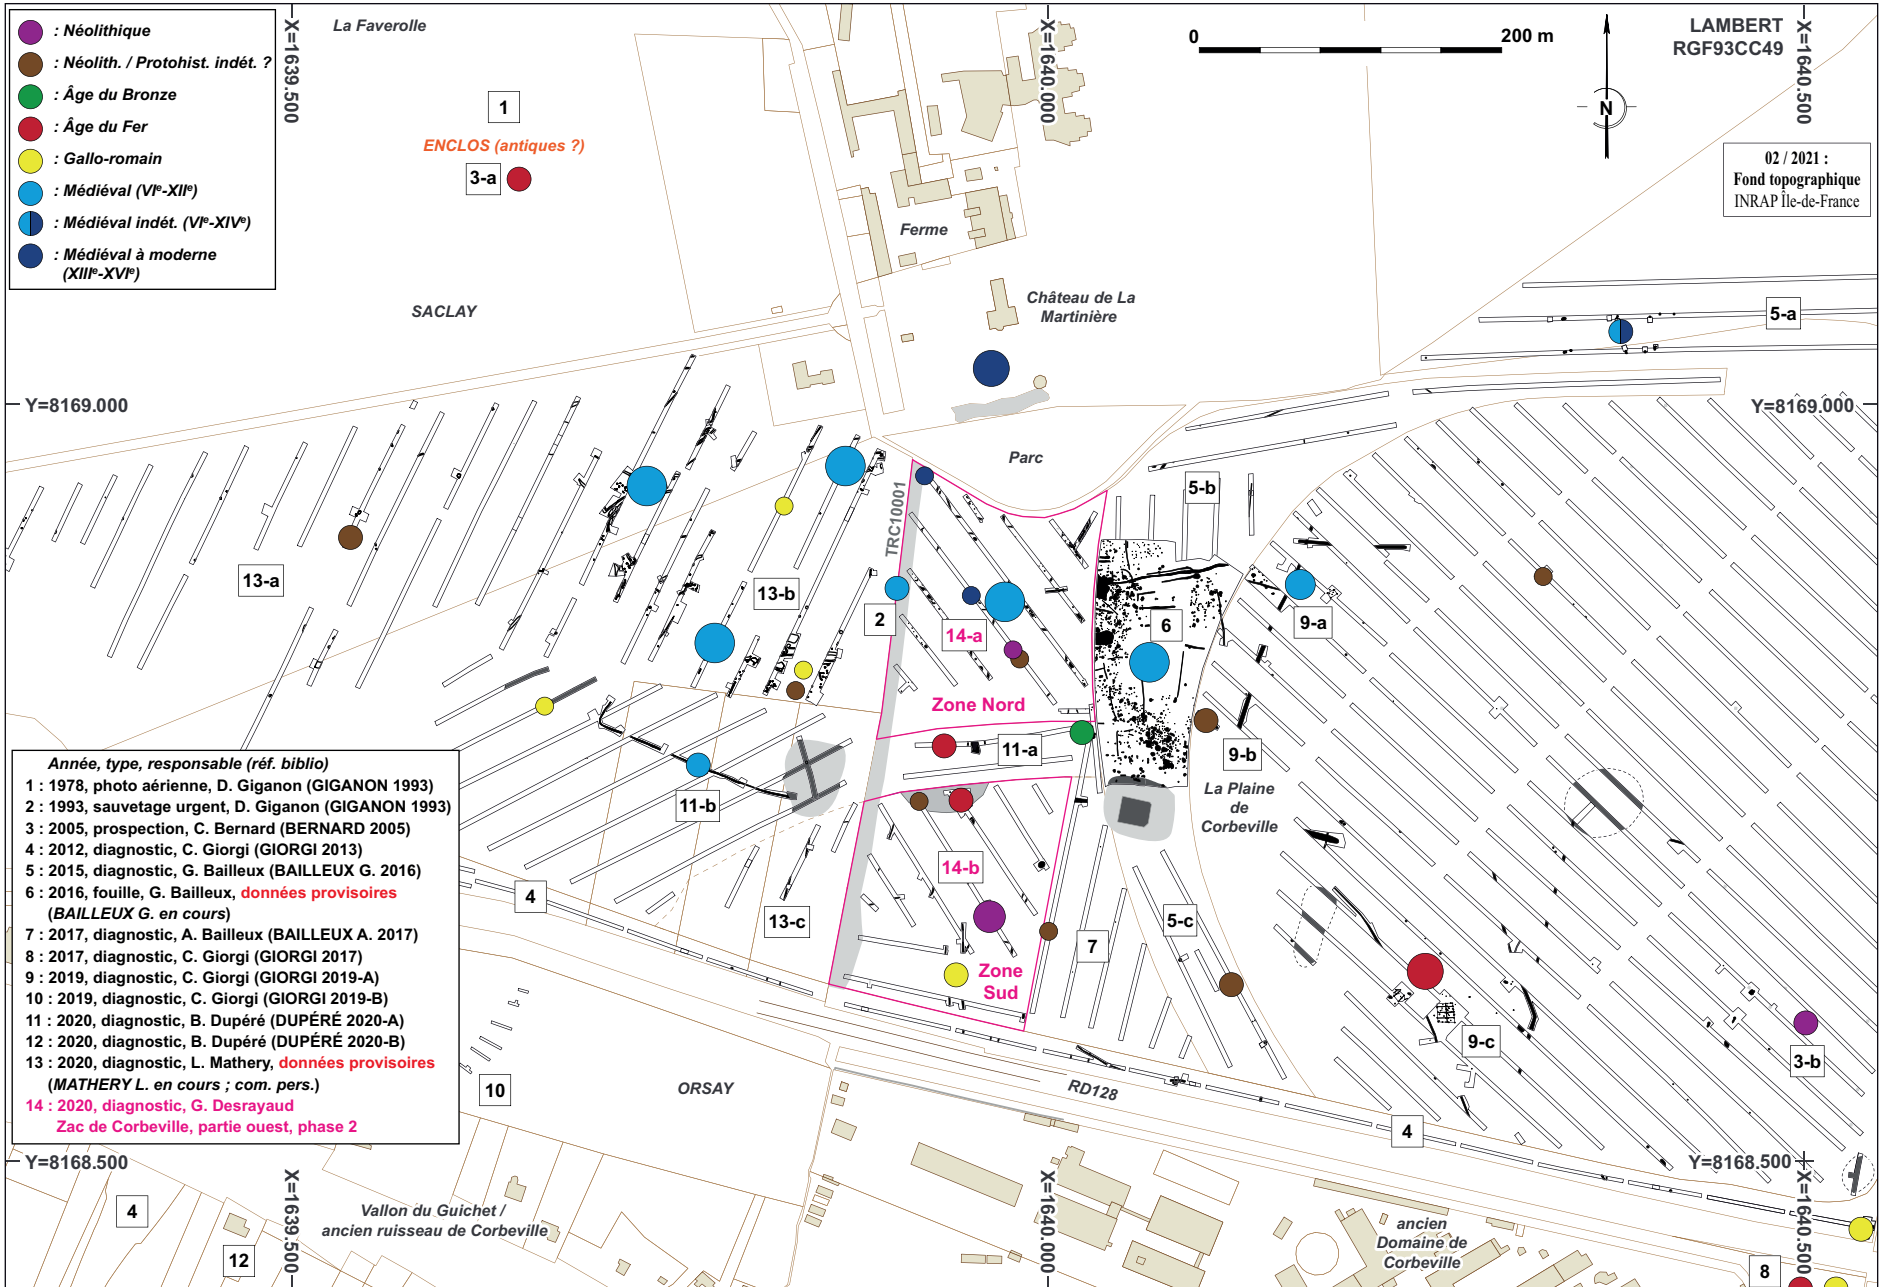 : Néolithique
: Néolith. / Protohist. indét. ?
: Âge du Bronze
: Âge du Fer
: Gallo-romain
: Médiéval (VIe-XIIe)
: Médiéval indét. (VIe-XIVe)
: Médiéval à moderne
(XIIIe-XVIe)
La Faverolle
X=1639.500
X=1640.000
0
200 m
LAMBERT
RGF93CC49
X=1640.500
N
02 / 2021 :
Fond topographique
INRAP Île-de-France
1
ENCLOS (antiques ?)
3-a
Ferme
SACLAY
Château de La
Martinière
5-a
Y=8169.000
Y=8169.000
Parc
5-b
TRC10001
13-a
13-b
2
14-a
6
9-a
Zone Nord
11-a
9-b
La Plaine
de
Corbeville
11-b
14-b
4
13-c
7
5-c
Zone
Sud
9-c
3-b
10
ORSAY
RD128
4
Année, type, responsable (réf. biblio)
1 : 1978, photo aérienne, D. Giganon (GIGANON 1993)
2 : 1993, sauvetage urgent, D. Giganon (GIGANON 1993)
3 : 2005, prospection, C. Bernard (BERNARD 2005)
4 : 2012, diagnostic, C. Giorgi (GIORGI 2013)
5 : 2015, diagnostic, G. Bailleux (BAILLEUX G. 2016)
6 : 2016, fouille, G. Bailleux, données provisoires
(BAILLEUX G. en cours)
7 : 2017, diagnostic, A. Bailleux (BAILLEUX A. 2017)
8 : 2017, diagnostic, C. Giorgi (GIORGI 2017)
9 : 2019, diagnostic, C. Giorgi (GIORGI 2019-A)
10 : 2019, diagnostic, C. Giorgi (GIORGI 2019-B)
11 : 2020, diagnostic, B. Dupéré (DUPÉRÉ 2020-A)
12 : 2020, diagnostic, B. Dupéré (DUPÉRÉ 2020-B)
13 : 2020, diagnostic, L. Mathery, données provisoires
(MATHERY L. en cours ; com. pers.)
14 : 2020, diagnostic, G. Desrayaud
Zac de Corbeville, partie ouest, phase 2
Y=8168.500
Y=8168.500
X=1639.500
X=1640.000
X=1640.500
4
12
Vallon du Guichet /
ancien ruisseau de Corbeville
ancien
Domaine de
Corbeville
8